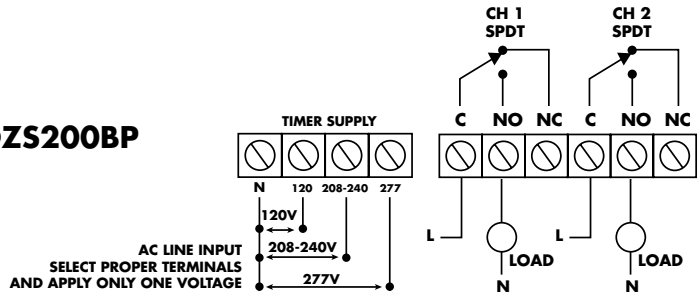 CH 1 CH 2
SPDT SPDT
C NO NC C NO NC
ZS200BP
TIMER SUPPLY
N 120 208-240 277
120V
208-240V
277V
AC LINE INPUT
SELECT PROPER TERMINALS
AND APPLY ONLY ONE VOLTAGE
L L
LOAD LOAD
N N